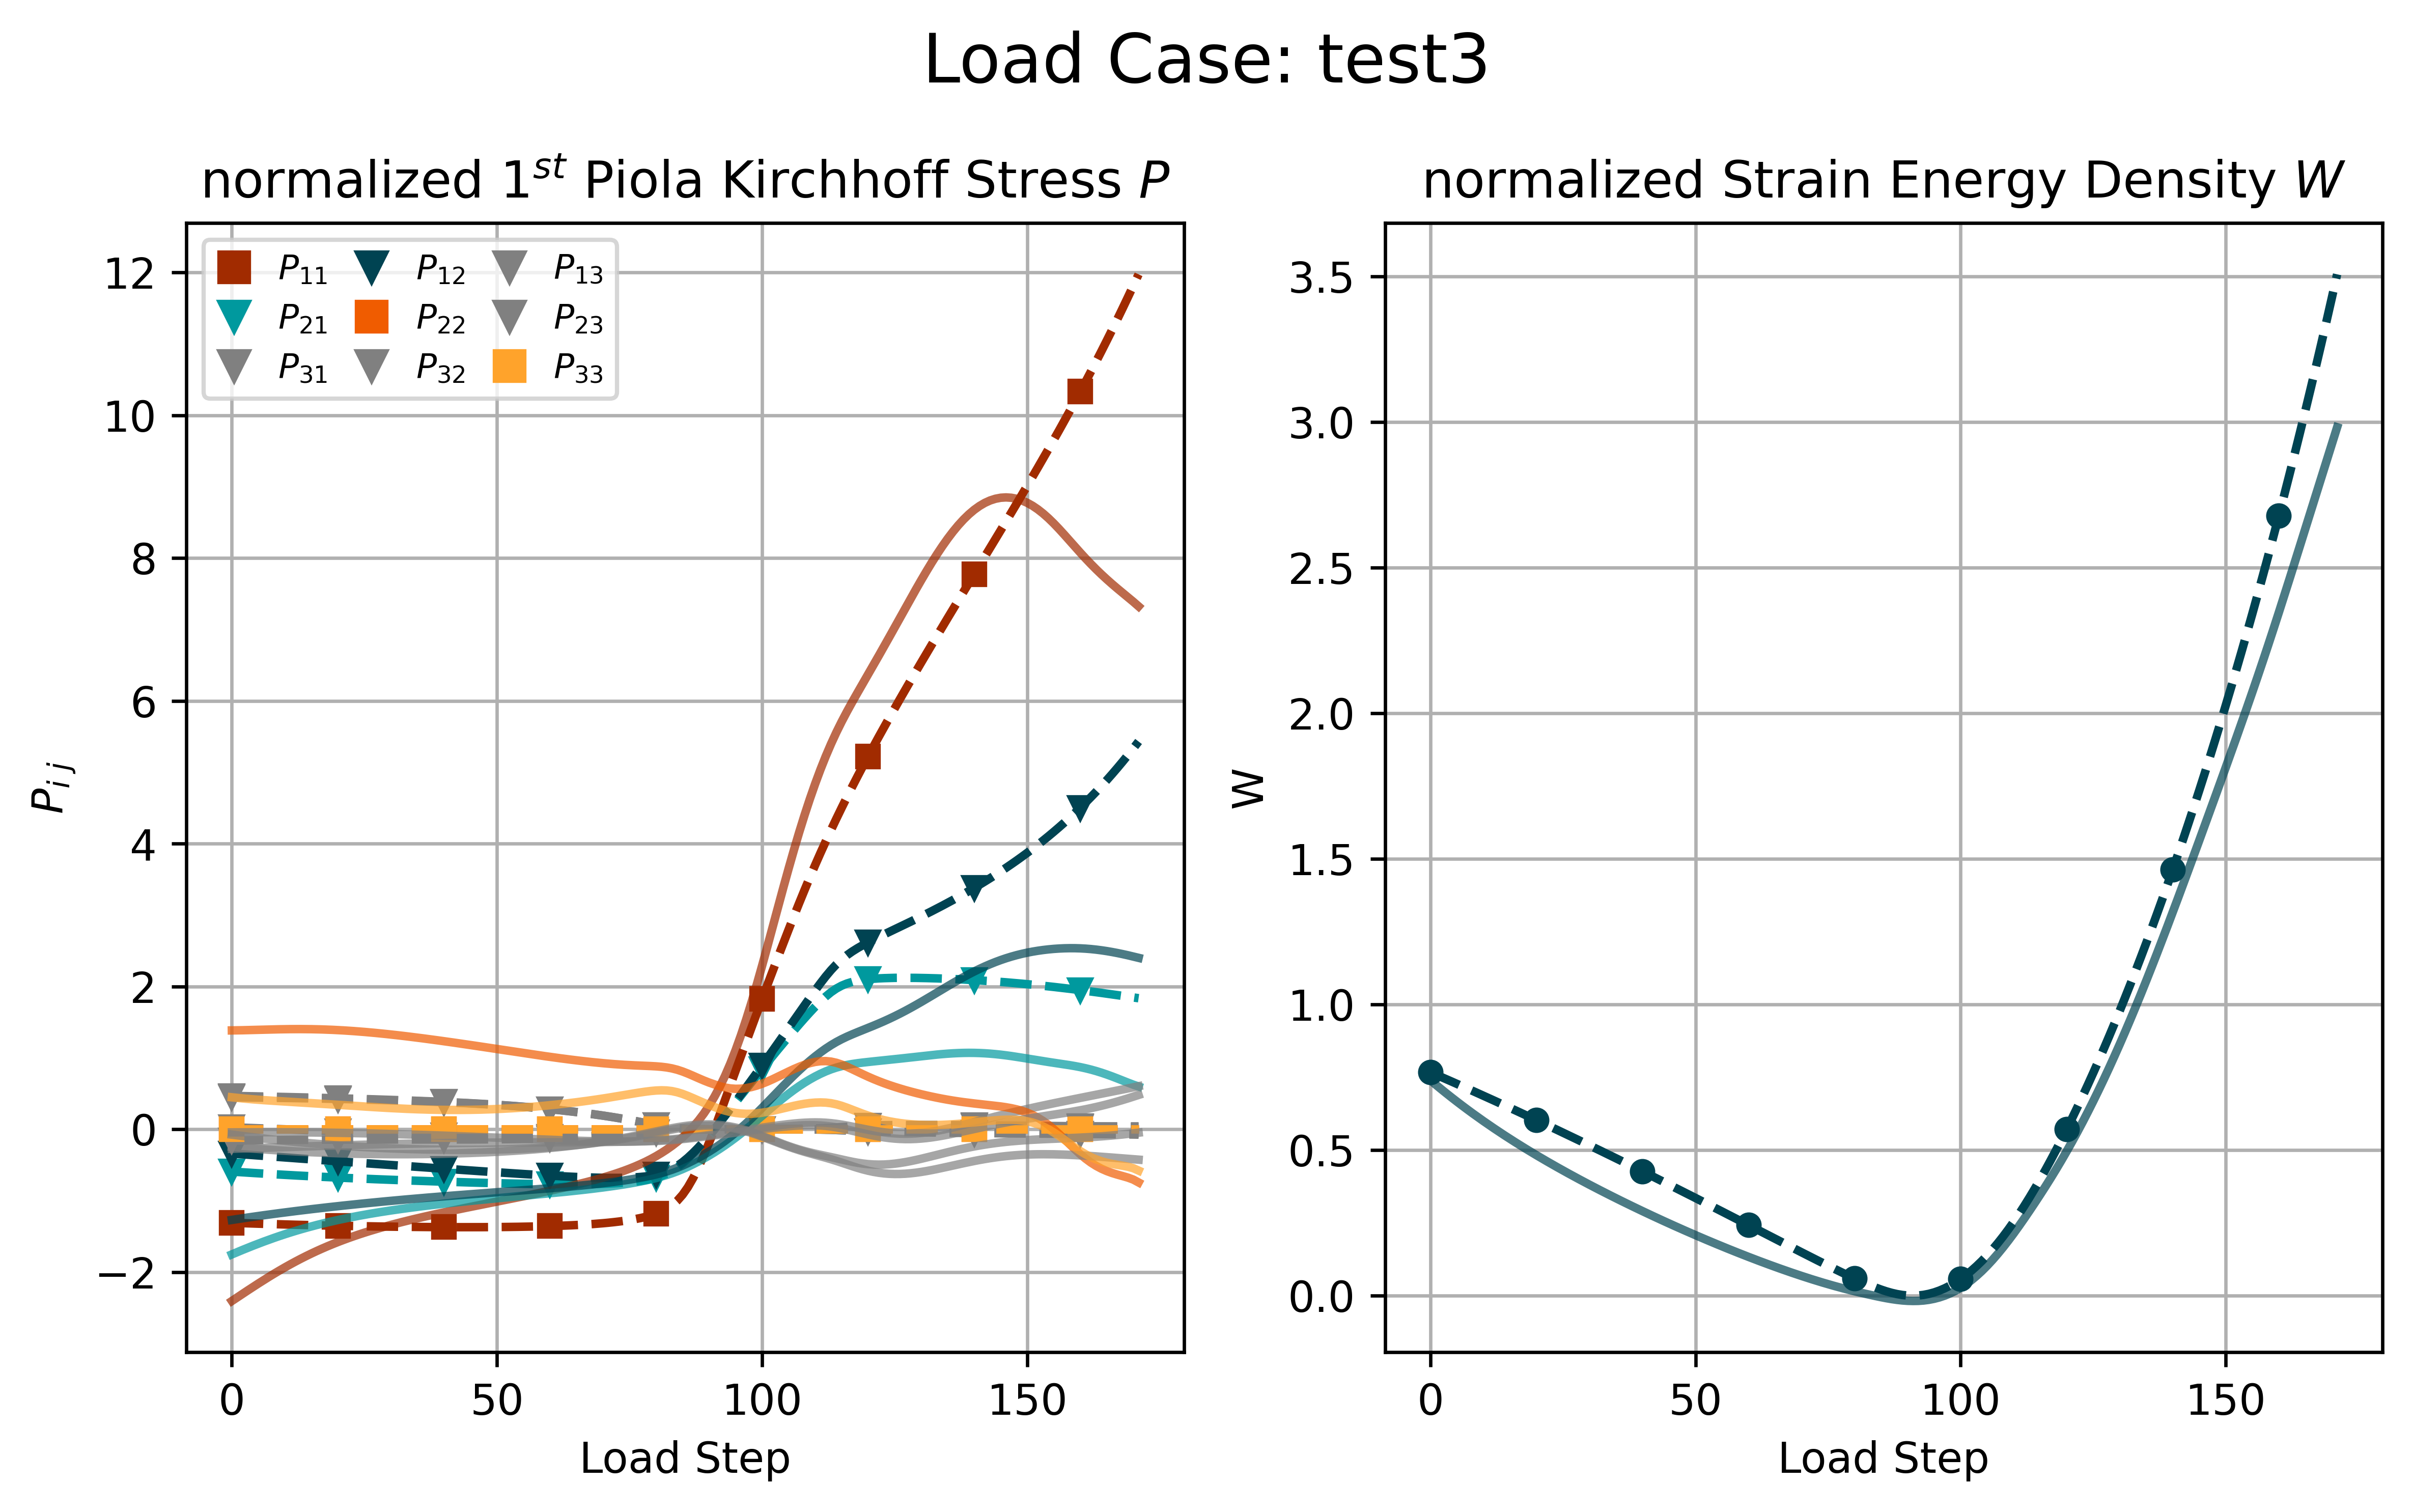 Load Case: test3
normalized 1st Piola Kirchhoff Stress P
P11 P12 P13
P21 P22 P23
P31 P32 P33
12
10
8
6
4
2
0
−2
Pi j
0 50 100 150
Load Step
normalized Strain Energy Density W
3.5
3.0
2.5
2.0
1.5
1.0
0.5
0.0
W
0 50 100 150
Load Step